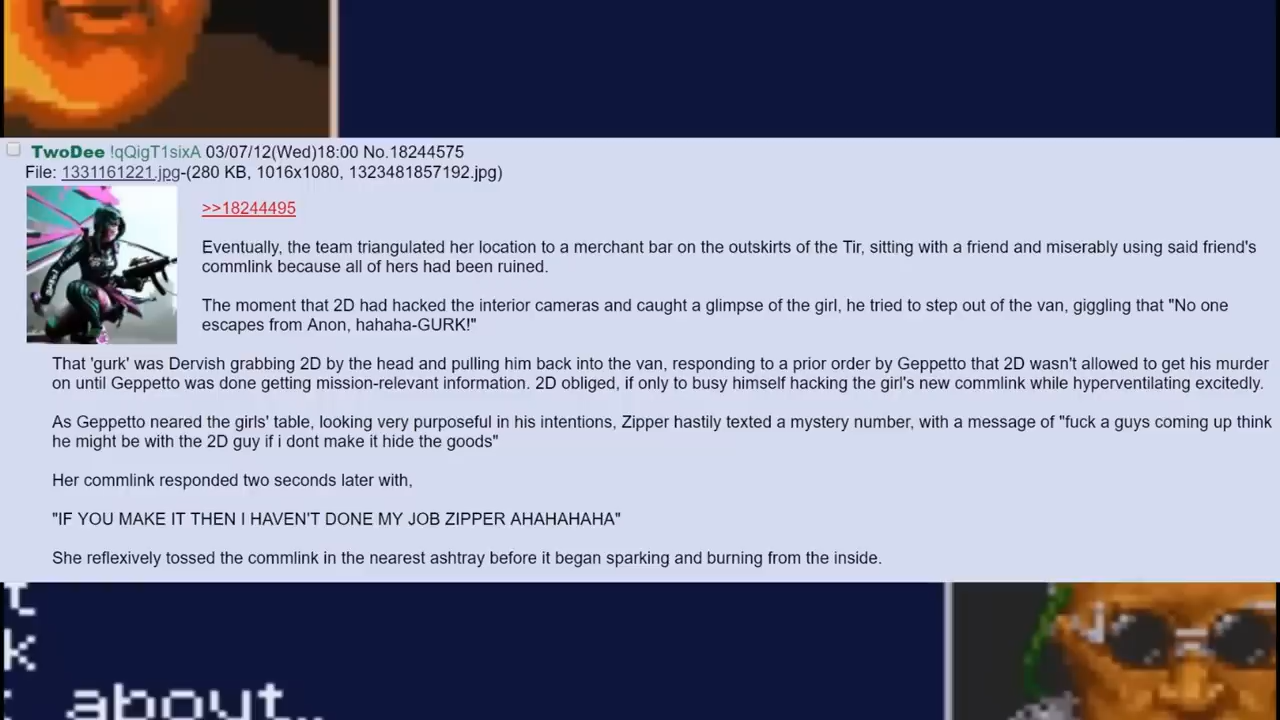 TwoDee !qQigT1sixA 03/07/12(Wed)18:00 No.18244575
File: 1331161221.jpg-(280 KB, 1016x1080, 1323481857192.jpg)
>>18244495
Eventually, the team triangulated her location to a merchant bar on the outskirts of the Tir, sitting with a friend and miserably using said friend's
commlink because all of hers had been ruined.
The moment that 2D had hacked the interior cameras and caught a glimpse of the girl, he tried to step out of the van, giggling that "No one
escapes from Anon, hahaha-GURK!"
That 'gurk' was Dervish grabbing 2D by the head and pulling him back into the van, responding to a prior order by Geppetto that 2D wasn't allowed to get his murder
on until Geppetto was done getting mission-relevant information. 2D obliged, if only to busy himself hacking the girl's new commlink while hyperventilating excitedly.
As Geppetto neared the girls' table, looking very purposeful in his intentions, Zipper hastily texted a mystery number, with a message of "fuck a guys coming up think
he might be with the 2D guy if i dont make it hide the goods"
Her commlink responded two seconds later with,
"IF YOU MAKE IT THEN I HAVEN'T DONE MY JOB ZIPPER AHAHAHAHA"
She reflexively tossed the commlink in the nearest ashtray before it began sparking and burning from the inside.
t
k
about..